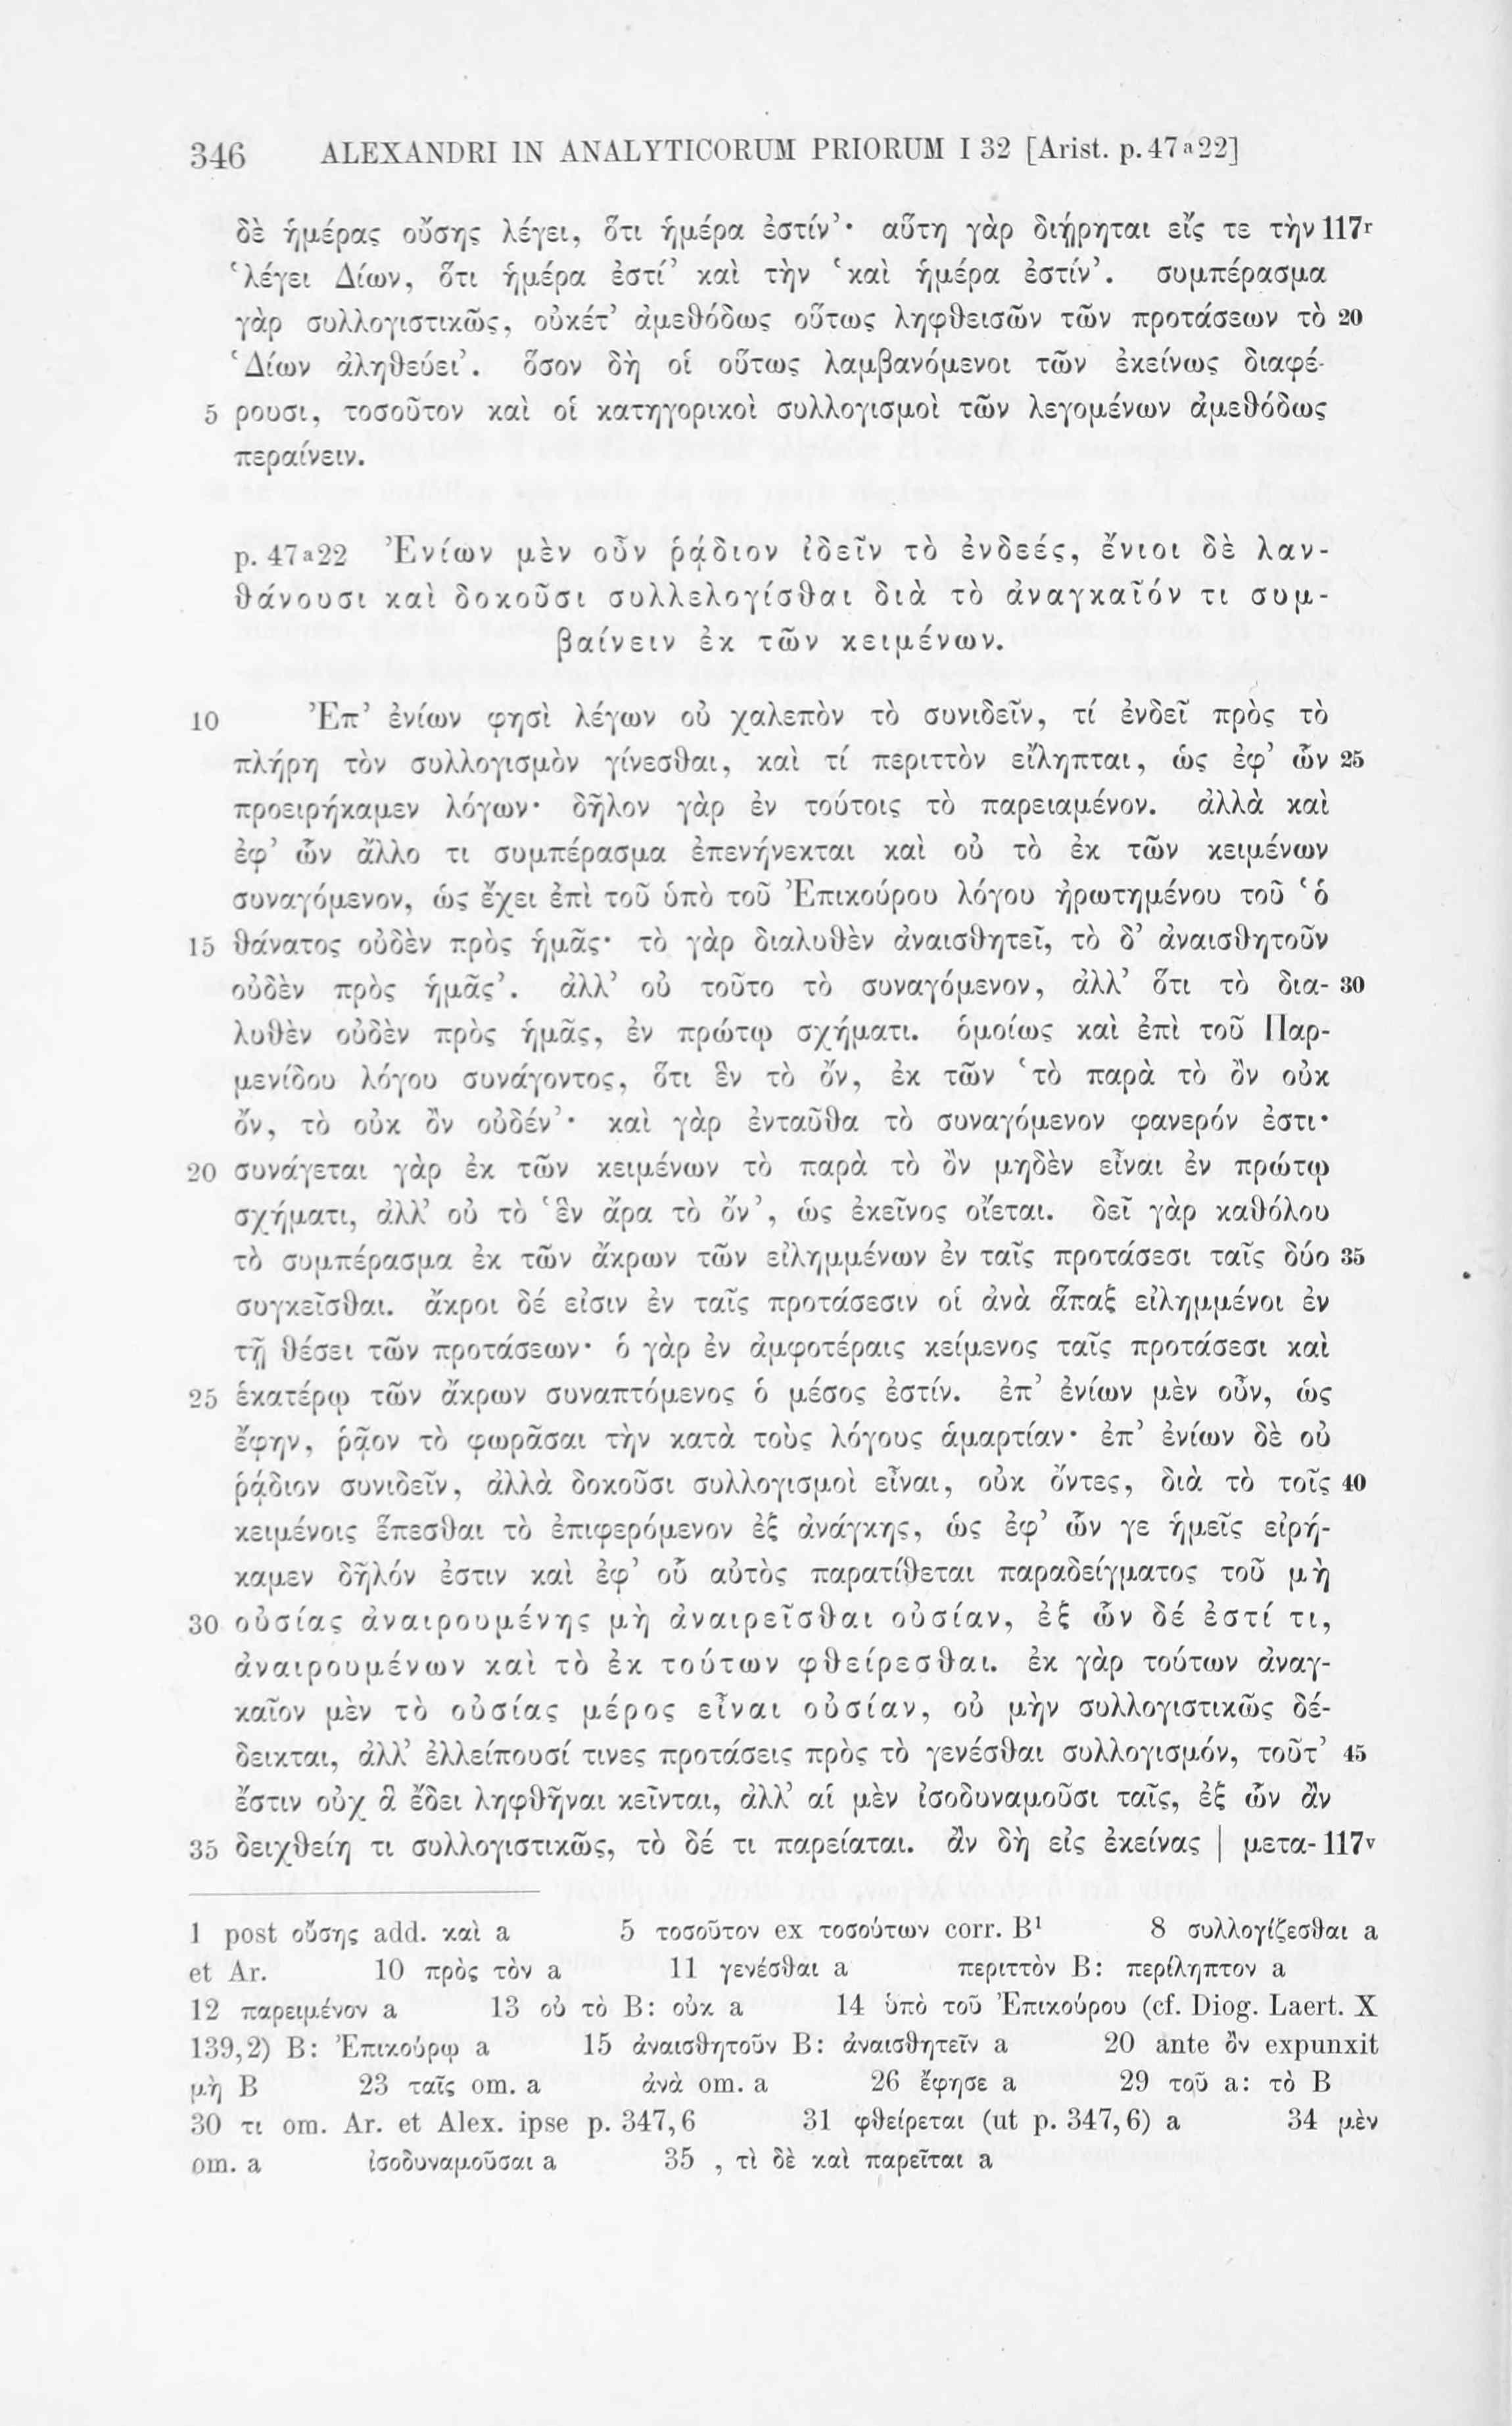 346 ALEXANDRI IN ANALYTICORUM PRIORUM I 32 [Arist. p. 47ᵃ22]
δὲ ἡμέρας οὔσης λέγει, ὅτι ἡμέρα ἐστίν’· αὕτη γὰρ διῄρηται εἴς τε τὴν 117ʳ
‘λέγει Δίων, ὅτι ἡμέρα ἐστί’ καὶ τὴν ‘καὶ ἡμέρα ἐστίν’. συμπέρασμα
γὰρ συλλογιστικῶς, οὐκέτ’ ἀμεθόδως οὕτως ληφθεισῶν τῶν προτάσεων τὸ 20
‘Δίων ἀληθεύει’. ὅσον δὴ οἱ οὕτως λαμβανόμενοι τῶν ἐκείνως διαφέ-
5 ρουσι, τοσοῦτον καὶ οἱ κατηγορικοὶ συλλογισμοὶ τῶν λεγομένων ἀμεθόδως
περαίνειν.
p. 47ᵃ22 Ἐνίων μὲν οὖν ῥᾴδιον ἰδεῖν τὸ ἐνδεές, ἔνιοι δὲ λαν-
θάνουσι καὶ δοκοῦσι συλλελογίσθαι διὰ τὸ ἀναγκαῖόν τι συμ-
βαίνειν ἐκ τῶν κειμένων.
10 Ἐπ’ ἐνίων φησὶ λέγων οὐ χαλεπὸν τὸ συνιδεῖν, τί ἐνδεῖ πρὸς τὸ
πλήρη τὸν συλλογισμὸν γίνεσθαι, καὶ τί περιττὸν εἴληπται, ὡς ἐφ’ ὧν 25
προειρήκαμεν λόγων· δῆλον γὰρ ἐν τούτοις τὸ παρειαμένον. ἀλλὰ καὶ
ἐφ’ ὧν ἄλλο τι συμπέρασμα ἐπενήνεκται καὶ οὐ τὸ ἐκ τῶν κειμένων
συναγόμενον, ὡς ἔχει ἐπὶ τοῦ ὑπὸ τοῦ Ἐπικούρου λόγου ἠρωτημένου τοῦ ‘ὁ
15 θάνατος οὐδὲν πρὸς ἡμᾶς· τὸ γὰρ διαλυθὲν ἀναισθητεῖ, τὸ δ’ ἀναισθητοῦν
οὐδὲν πρὸς ἡμᾶς’. ἀλλ’ οὐ τοῦτο τὸ συναγόμενον, ἀλλ’ ὅτι τὸ δια- 30
λυθὲν οὐδὲν πρὸς ἡμᾶς, ἐν πρώτῳ σχήματι. ὁμοίως καὶ ἐπὶ τοῦ Παρ-
μενίδου λόγου συνάγοντος, ὅτι ἓν τὸ ὄν, ἐκ τῶν ‘τὸ παρὰ τὸ ὂν οὐκ
ὄν, τὸ οὐκ ὂν οὐδέν’· καὶ γὰρ ἐνταῦθα τὸ συναγόμενον φανερόν ἐστι·
20 συνάγεται γὰρ ἐκ τῶν κειμένων τὸ παρὰ τὸ ὂν μηδὲν εἶναι ἐν πρώτῳ
σχήματι, ἀλλ’ οὐ τὸ ‘ἓν ἄρα τὸ ὄν’, ὡς ἐκεῖνος οἴεται. δεῖ γὰρ καθόλου
τὸ συμπέρασμα ἐκ τῶν ἄκρων τῶν εἰλημμένων ἐν ταῖς προτάσεσι ταῖς δύο 35
συγκεῖσθαι. ἄκροι δέ εἰσιν ἐν ταῖς προτάσεσιν οἱ ἀνὰ ἅπαξ εἰλημμένοι ἐν
τῇ θέσει τῶν προτάσεων· ὁ γὰρ ἐν ἀμφοτέραις κείμενος ταῖς προτάσεσι καὶ
25 ἑκατέρῳ τῶν ἄκρων συναπτόμενος ὁ μέσος ἐστίν. ἐπ’ ἐνίων μὲν οὖν, ὡς
ἔφην, ῥᾷον τὸ φωρᾶσαι τὴν κατὰ τοὺς λόγους ἁμαρτίαν· ἐπ’ ἐνίων δὲ οὐ
ῥᾴδιον συνιδεῖν, ἀλλὰ δοκοῦσι συλλογισμοὶ εἶναι, οὐκ ὄντες, διὰ τὸ τοῖς 40
κειμένοις ἕπεσθαι τὸ ἐπιφερόμενον ἐξ ἀνάγκης, ὡς ἐφ’ ὧν γε ἡμεῖς εἰρή-
καμεν δῆλόν ἐστιν καὶ ἐφ’ οὗ αὐτὸς παρατίθεται παραδείγματος τοῦ μὴ
30 οὐσίας ἀναιρουμένης μὴ ἀναιρεῖσθαι οὐσίαν, ἐξ ὧν δέ ἐστί τι,
ἀναιρουμένων καὶ τὸ ἐκ τούτων φθείρεσθαι. ἐκ γὰρ τούτων ἀναγ-
καῖον μὲν τὸ οὐσίας μέρος εἶναι οὐσίαν, οὐ μὴν συλλογιστικῶς δέ-
δεικται, ἀλλ’ ἐλλείπουσί τινες προτάσεις πρὸς τὸ γενέσθαι συλλογισμόν, τοῦτ’ 45
ἔστιν οὐχ ἃ ἔδει ληφθῆναι κεῖνται, ἀλλ’ αἱ μὲν ἰσοδυναμοῦσι ταῖς, ἐξ ὧν ἂν
35 δειχθείη τι συλλογιστικῶς, τὸ δέ τι παρείαται. ἂν δὴ εἰς ἐκείνας | μετα- 117ᵛ
1 post οὔσης add. καὶ a 5 τοσοῦτον ex τοσούτων corr. B¹ 8 συλλογίζεσθαι a
et Ar. 10 πρὸς τὸν a 11 γενέσθαι a περιττὸν B: περίληπτον a
12 παρειμένον a 13 οὐ τὸ B: οὐκ a 14 ὑπὸ τοῦ Ἐπικούρου (cf. Diog. Laert. X
139,2) B: Ἐπικούρῳ a 15 ἀναισθητοῦν B: ἀναισθητεῖν a 20 ante ὂν expunxit
μὴ B 23 ταῖς om. a ἀνὰ om. a 26 ἔφησε a 29 τοῦ a: τὸ B
30 τι om. Ar. et Alex. ipse p. 347,6 31 φθείρεται (ut p. 347,6) a 34 μὲν
om. a ἰσοδυναμοῦσαι a 35 , τὶ δὲ καὶ παρεῖται a